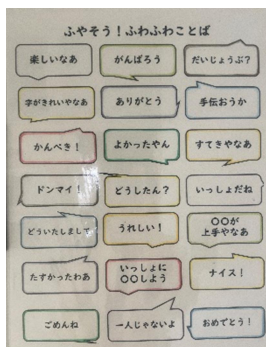 ふやそう！ふわふわことば
楽しいなあ
がんばろう
だいじょうぶ？
字がきれいやなあ
ありがとう
手伝おうか
かんぺき！
よかったやん
すてきやなあ
ドンマイ！
どうしたん？
いっしょだね
どういたしまして
うれしい！
〇〇が
上手やなあ
たすかったわあ
いっしょに
〇〇しよう
ナイス！
ごめんね
一人じゃないよ
おめでとう！